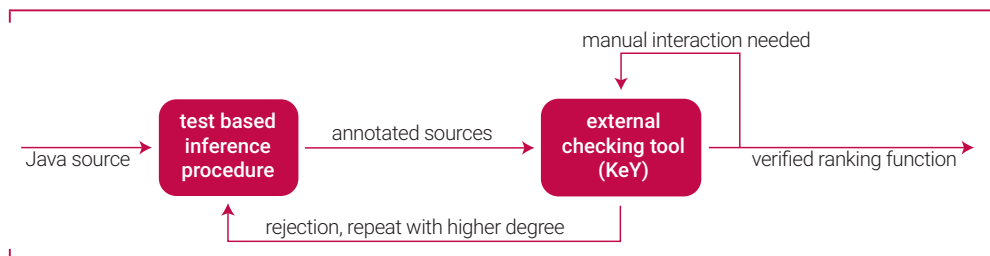 manual interaction needed
test based
inference
procedure
external
checking tool
(KeY)
annotated sources
Java source
verified ranking function
rejection, repeat with higher degree